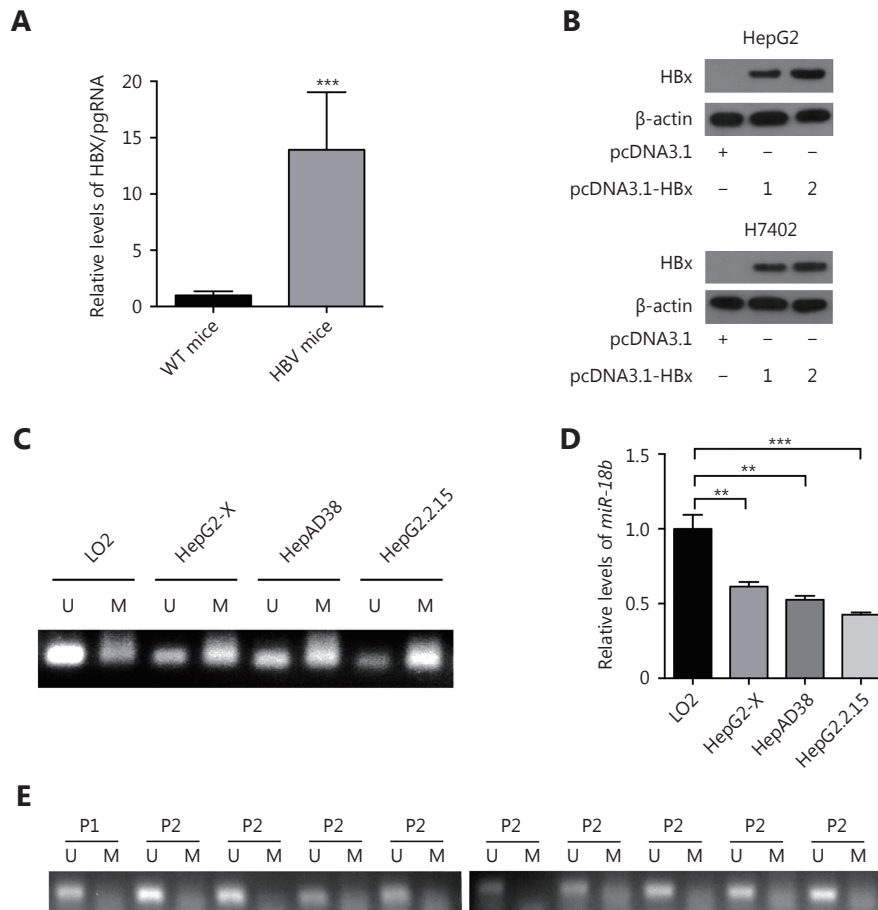 A
Relative levels of HBX/pgRNA
20
15
10
5
0
***
WT mice
HBV mice
B
HepG2
HBx
β-actin
pcDNA3.1 + – –
pcDNA3.1-HBx – 1 2
H7402
HBx
β-actin
pcDNA3.1 + – –
pcDNA3.1-HBx – 1 2
C
LO2 HepG2-X HepAD38 HepG2.2.15
U M U M U M U M
D
Relative levels of miR-18b
1.5
1.0
0.5
0
***
**
**
LO2
HepG2-X
HepAD38
HepG2.2.15
E
P1 P2 P2 P2 P2 P2 P2 P2 P2 P2
U M U M U M U M U M U M U M U M U M U M